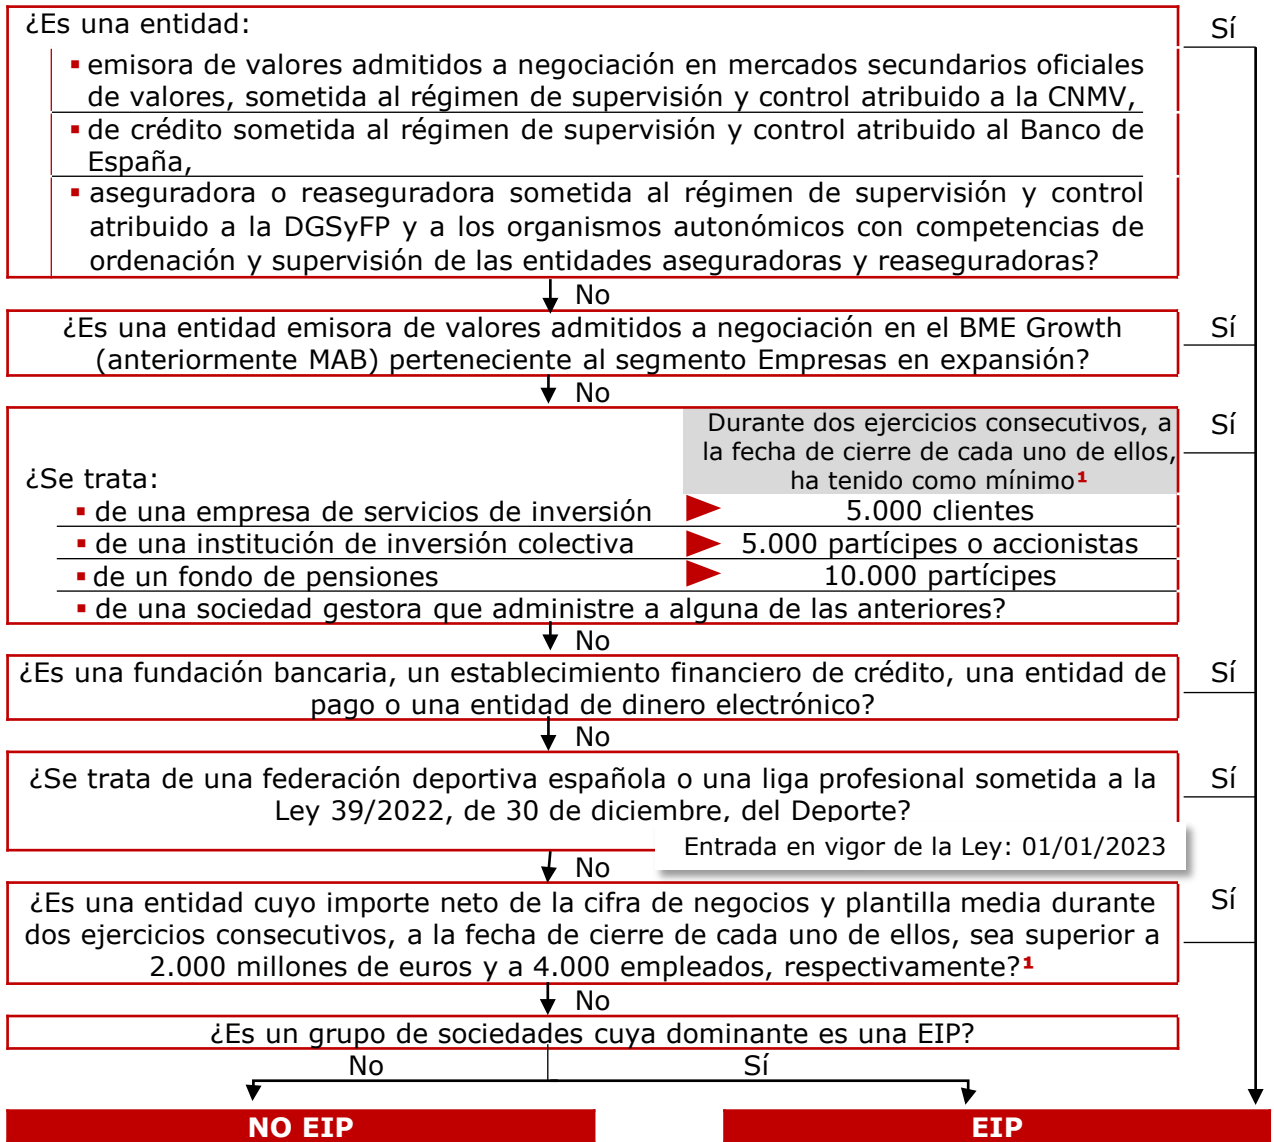 ¿Es una entidad:
Sí
▪ emisora de valores admitidos a negociación en mercados secundarios oficiales
de valores, sometida al régimen de supervisión y control atribuido a la CNMV,
▪ de crédito sometida al régimen de supervisión y control atribuido al Banco de
España,
▪ aseguradora o reaseguradora sometida al régimen de supervisión y control
atribuido a la DGSyFP y a los organismos autonómicos con competencias de
ordenación y supervisión de las entidades aseguradoras y reaseguradoras?
No
¿Es una entidad emisora de valores admitidos a negociación en el BME Growth
(anteriormente MAB) perteneciente al segmento Empresas en expansión?
Sí
No
Durante dos ejercicios consecutivos, a
la fecha de cierre de cada uno de ellos,
ha tenido como mínimo¹
Sí
¿Se trata:
▪ de una empresa de servicios de inversión 5.000 clientes
▪ de una institución de inversión colectiva 5.000 partícipes o accionistas
▪ de un fondo de pensiones 10.000 partícipes
▪ de una sociedad gestora que administre a alguna de las anteriores?
No
¿Es una fundación bancaria, un establecimiento financiero de crédito, una entidad de
pago o una entidad de dinero electrónico?
Sí
No
¿Se trata de una federación deportiva española o una liga profesional sometida a la
Ley 39/2022, de 30 de diciembre, del Deporte?
Sí
Entrada en vigor de la Ley: 01/01/2023
No
¿Es una entidad cuyo importe neto de la cifra de negocios y plantilla media durante
dos ejercicios consecutivos, a la fecha de cierre de cada uno de ellos, sea superior a
2.000 millones de euros y a 4.000 empleados, respectivamente?¹
Sí
No
¿Es un grupo de sociedades cuya dominante es una EIP?
No
Sí
NO EIP
EIP